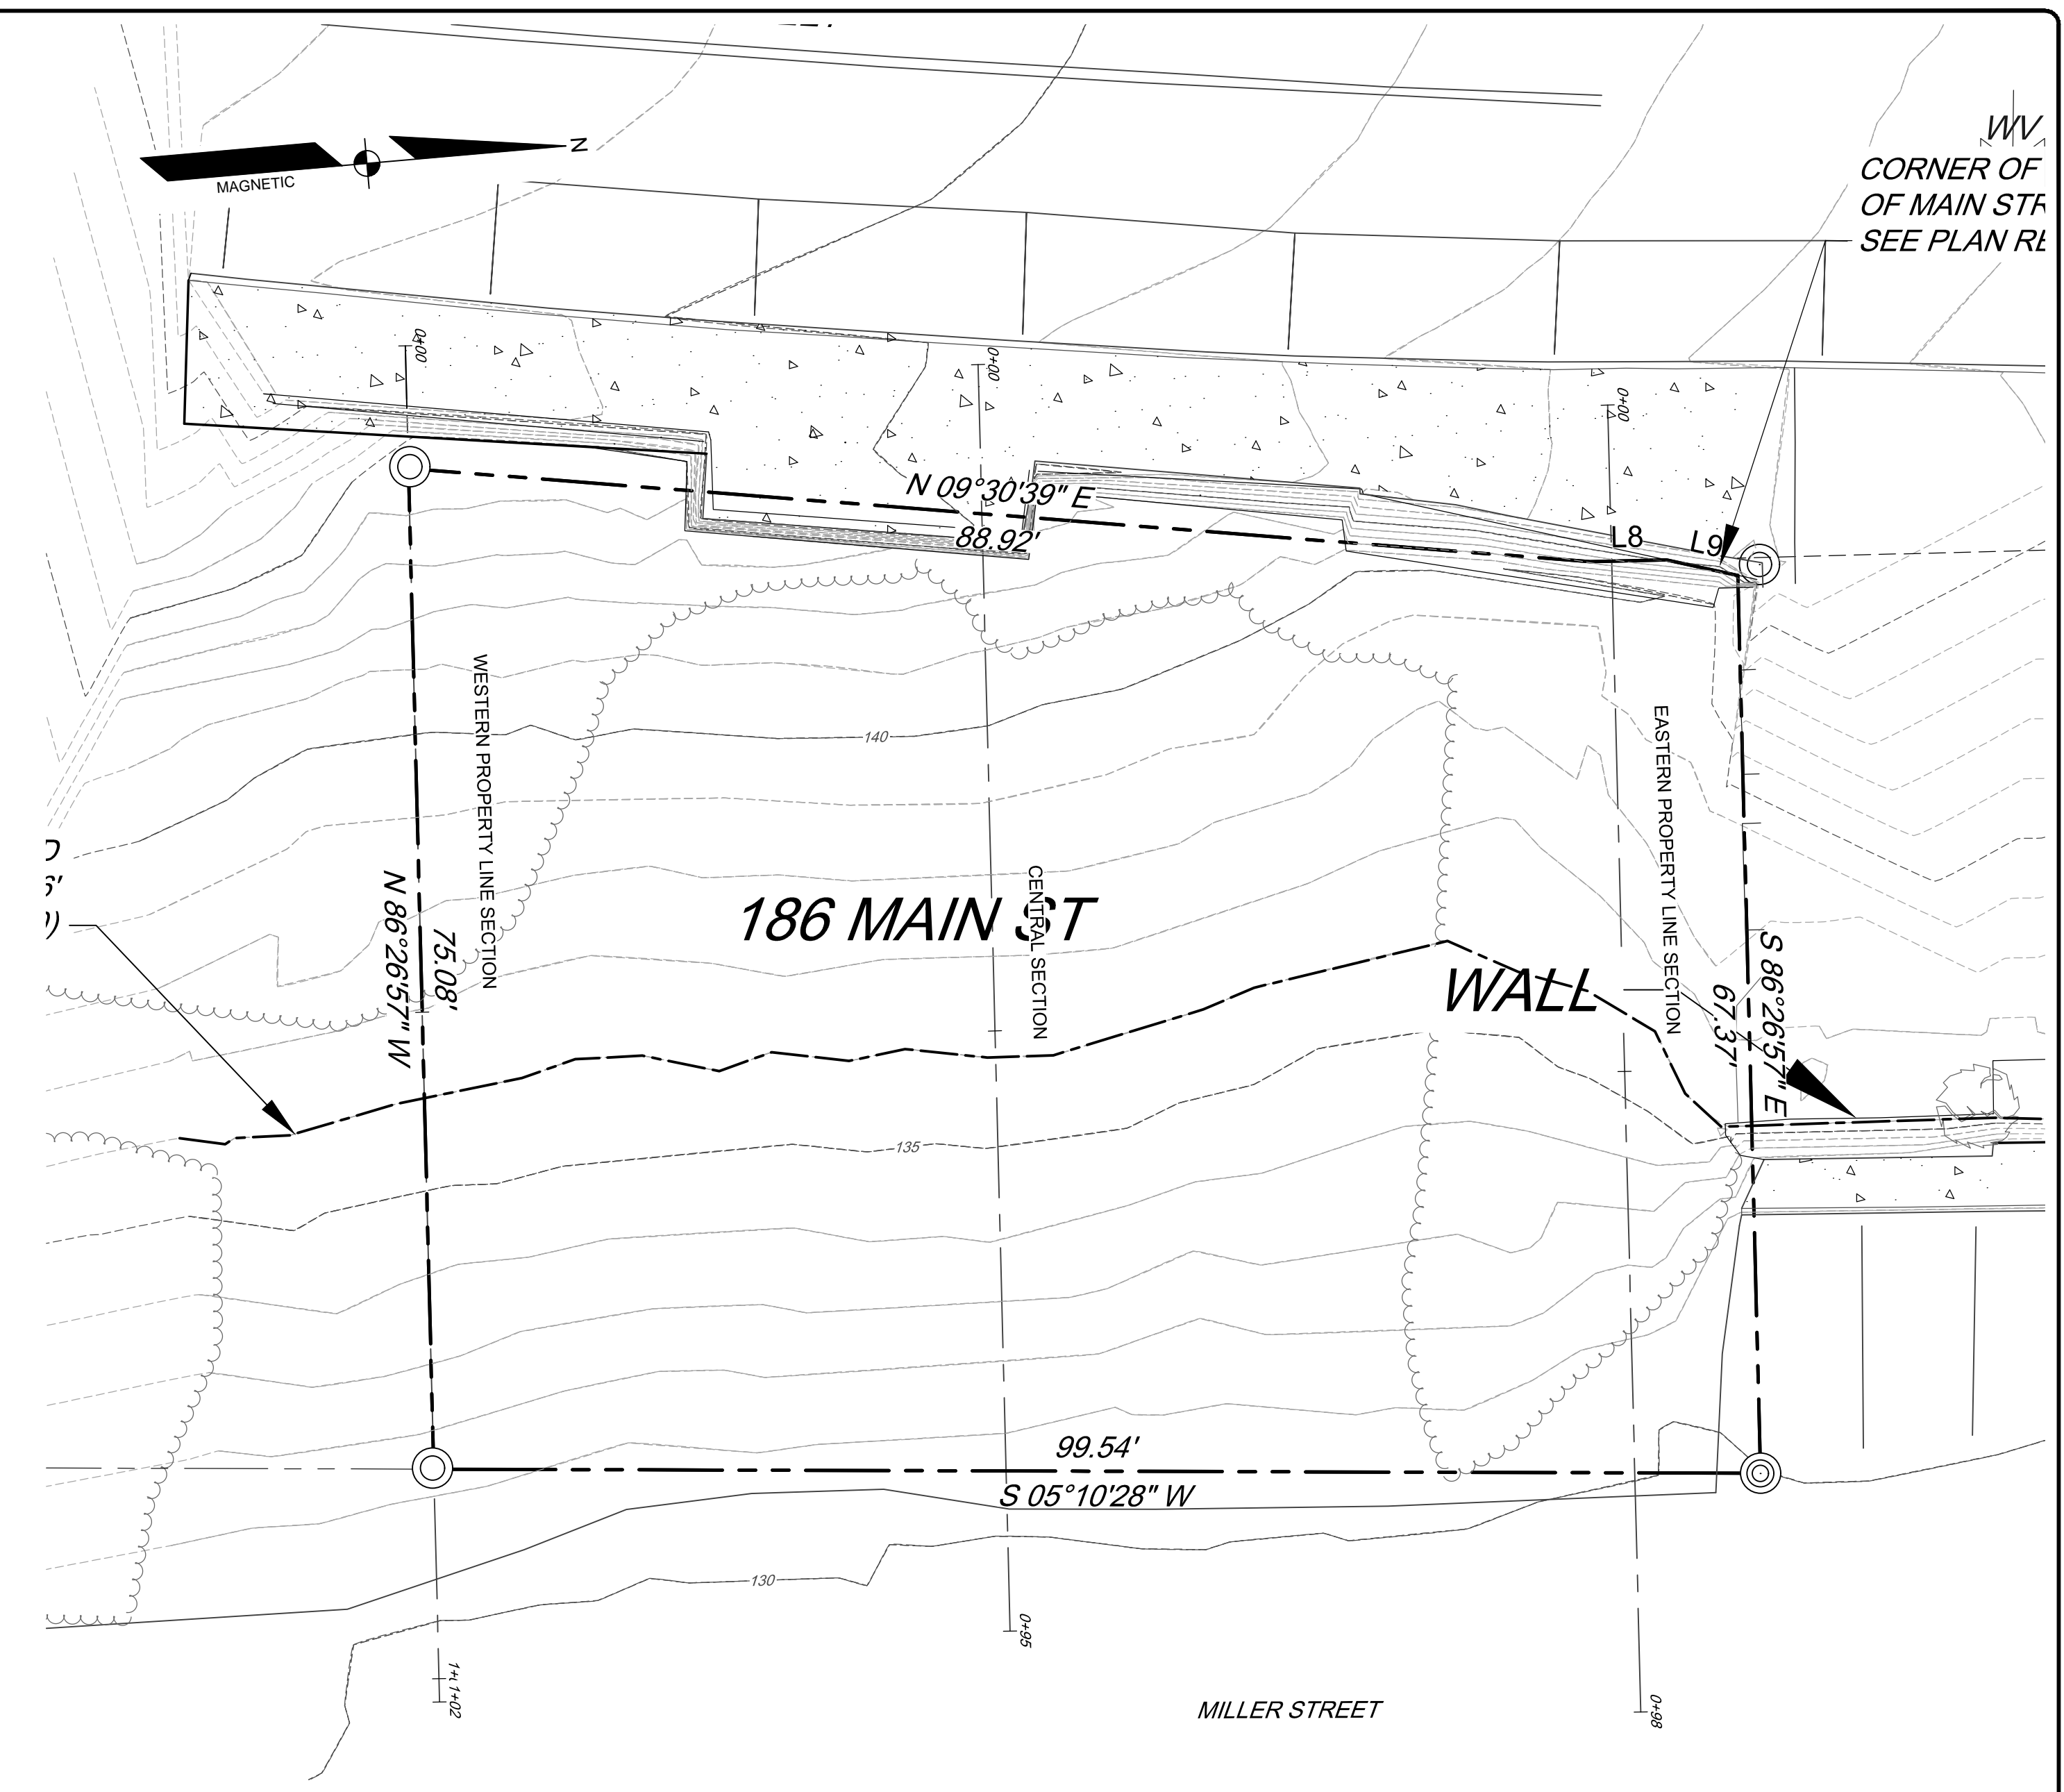 N
MAGNETIC
WV
CORNER OF
OF MAIN STR
SEE PLAN RE
0+00
0+00
0+00
N 09°30'39" E
88.92'
L8
L9
WESTERN PROPERTY LINE SECTION
EASTERN PROPERTY LINE SECTION
140
CENTRAL SECTION
186 MAIN ST
N 86°26'57" W
75.08'
WALL
S 86°26'57" E
67.37'
135
99.54'
S 05°10'28" W
130
0+95
1+02
0+98
MILLER STREET